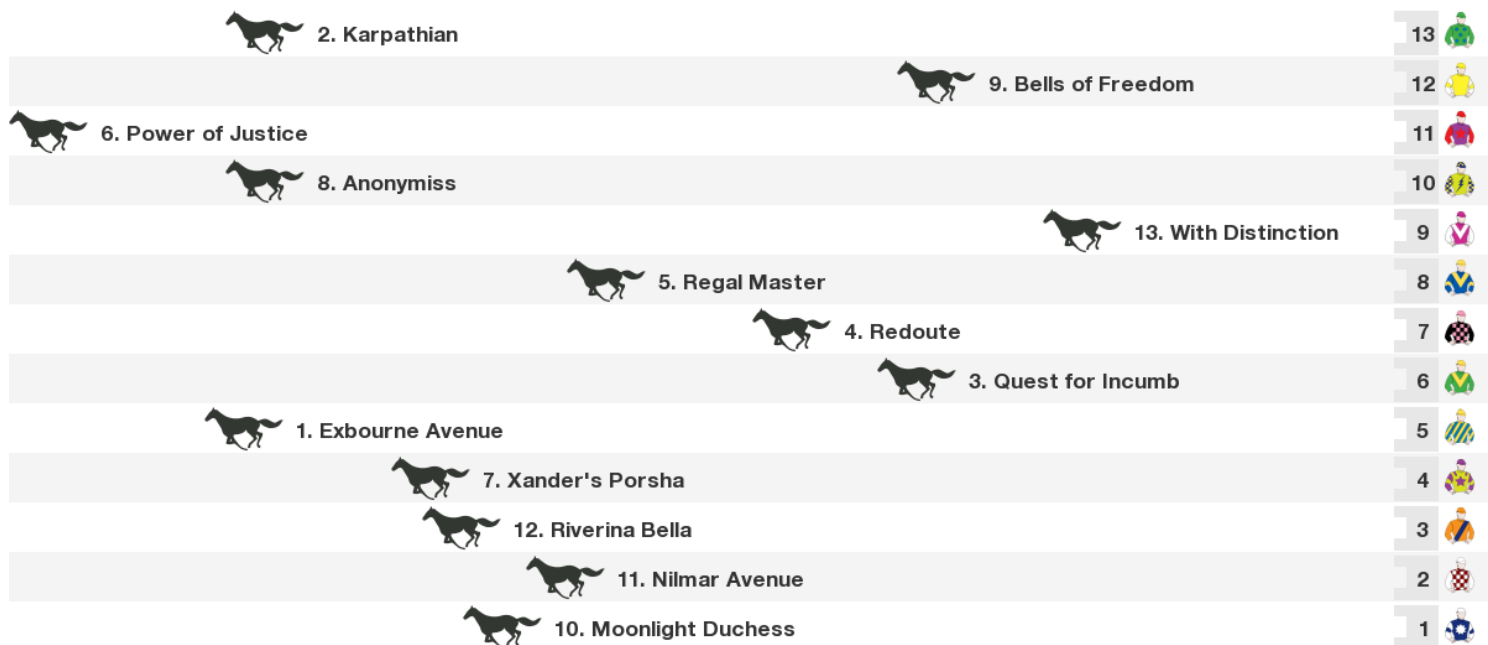 2. Karpathian 13
9. Bells of Freedom 12
6. Power of Justice 11
8. Anonymiss 10
13. With Distinction 9
5. Regal Master 8
4. Redoute 7
3. Quest for Incumb 6
1. Exbourne Avenue 5
7. Xander's Porsha 4
12. Riverina Bella 3
11. Nilmar Avenue 2
10. Moonlight Duchess 1